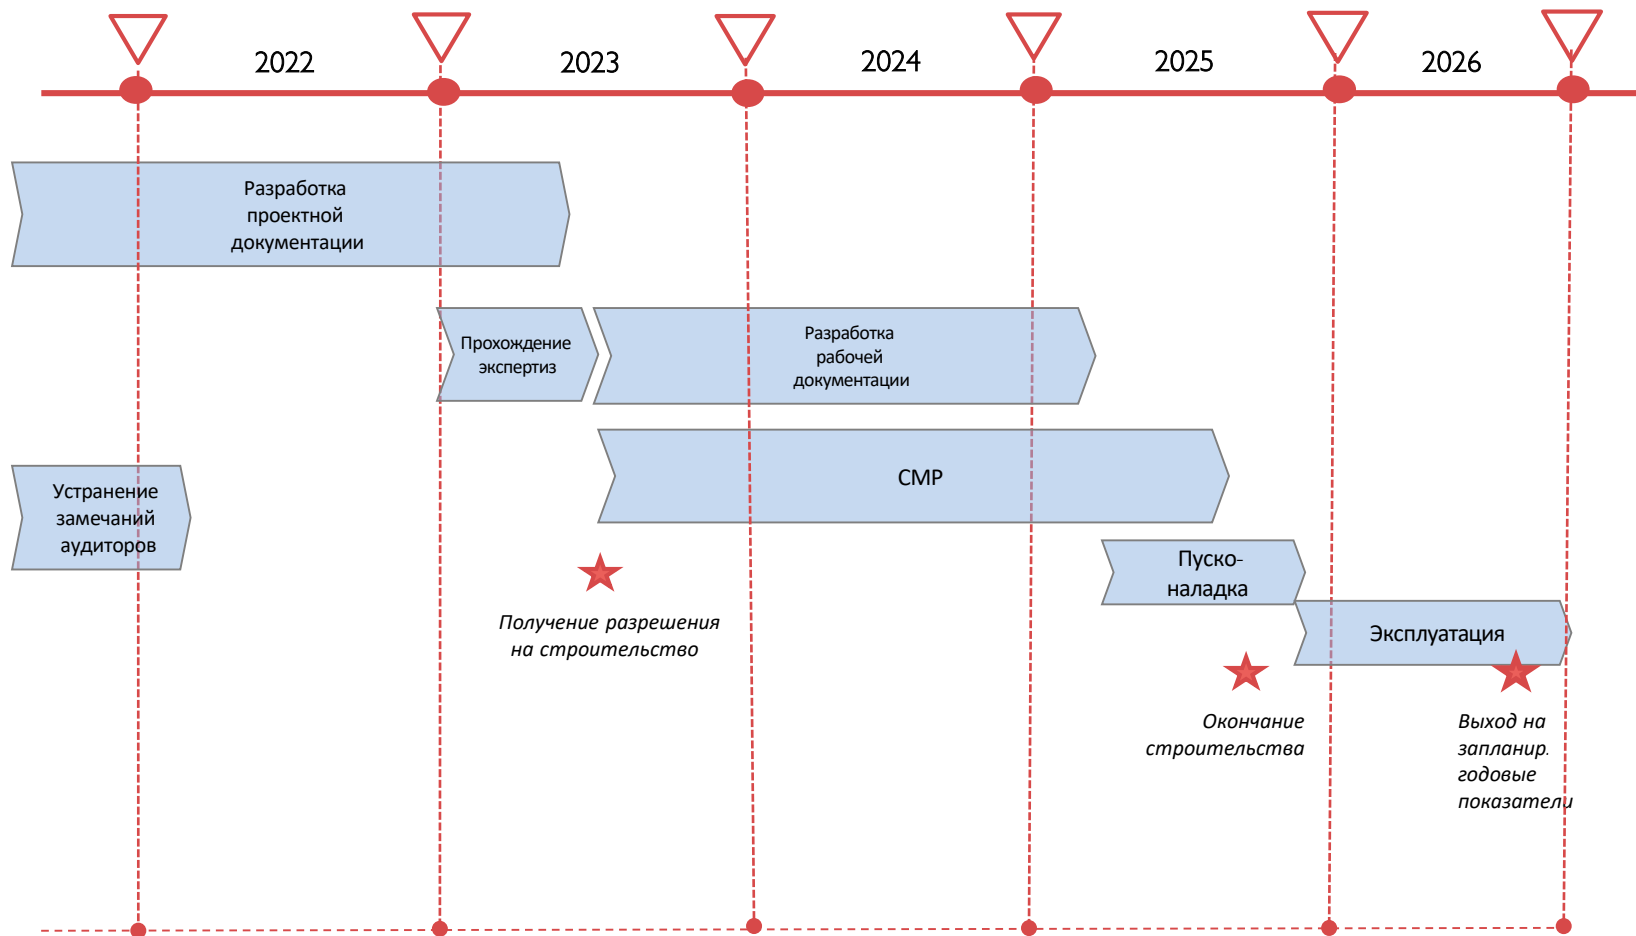 2022
2023
2024
2025
2026
Разработка
проектной
документации
Прохождение
экспертиз
Разработка
рабочей
документации
СМР
Устранение
замечаний
аудиторов
Пуско-
наладка
Эксплуатация
Получение разрешения
на строительство
Окончание
строительства
Выход на
запланир.
годовые
показатели